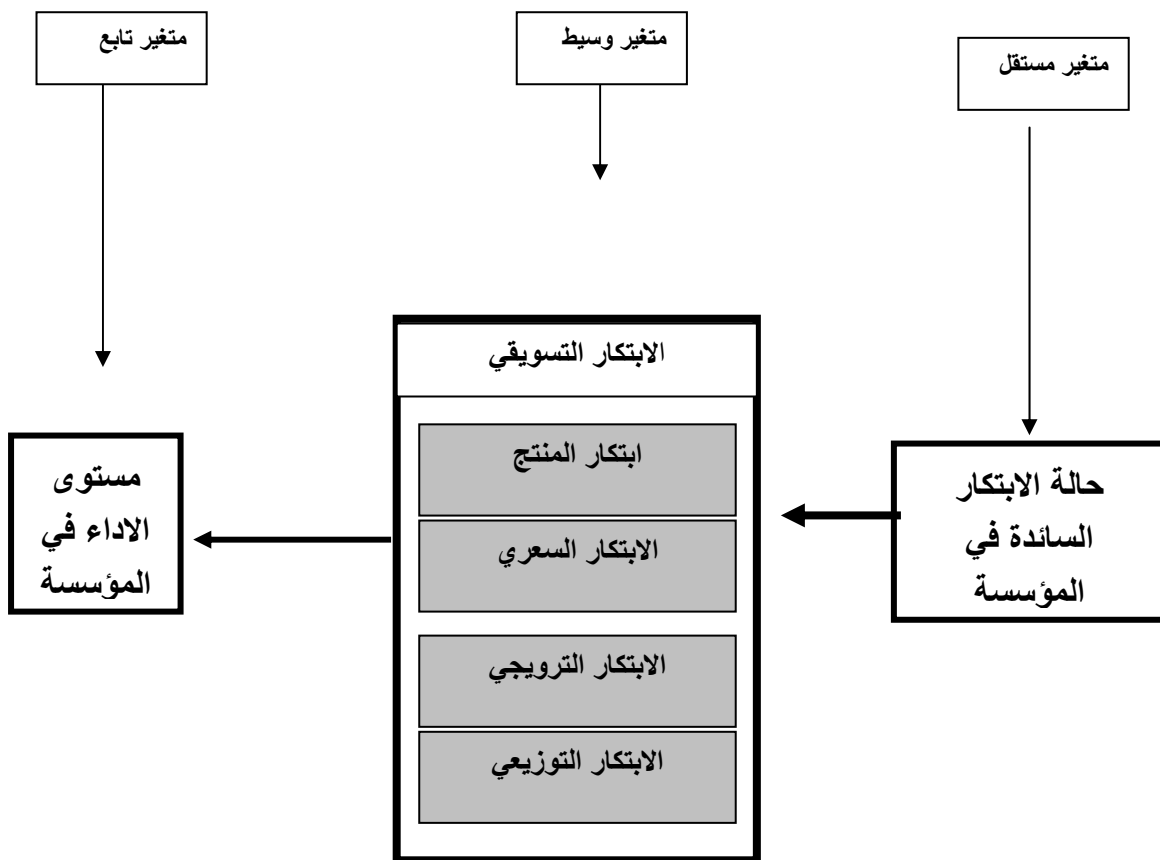 متغير مستقل
متغير وسيط
متغير تابع
حالة الابتكار
السائدة في
المؤسسة
الابتكار التسويقي
ابتكار المنتج
الابتكار السعري
الابتكار الترويجي
الابتكار التوزيعي
مستوى
الاداء في
المؤسسة